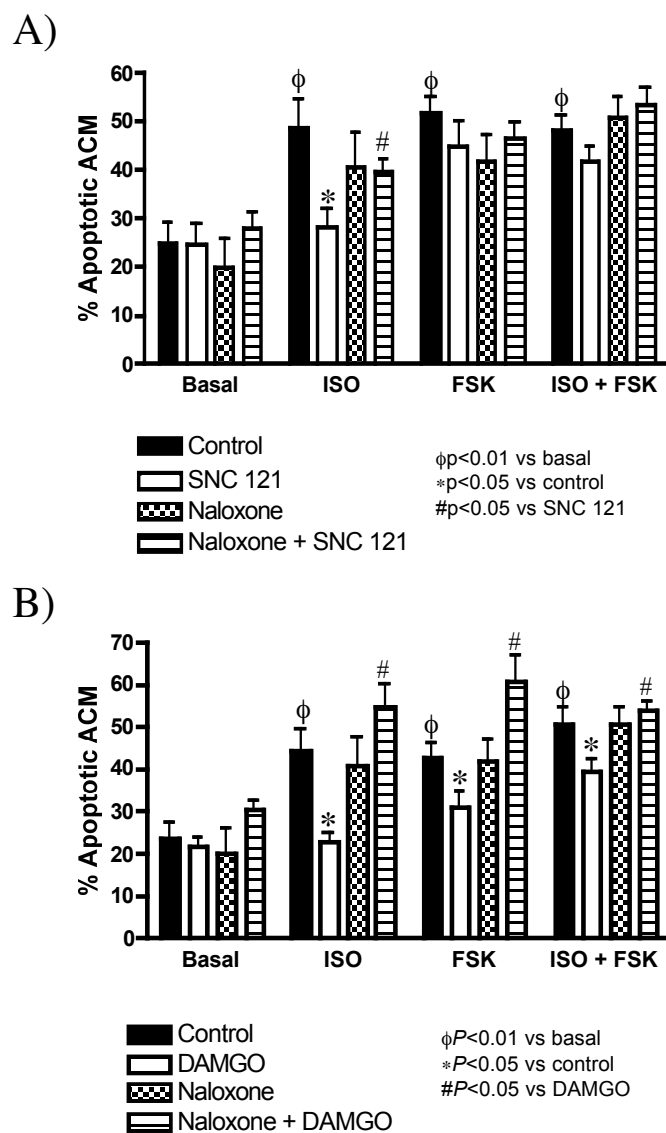 A)
% Apoptotic ACM
60
50
40
30
20
10
0
ϕ
*
#
ϕ
ϕ
Basal ISO FSK ISO + FSK
Control
SNC 121
Naloxone
Naloxone + SNC 121
ϕp<0.01 vs basal
*p<0.05 vs control
#p<0.05 vs SNC 121
B)
% Apoptotic ACM
70
60
50
40
30
20
10
0
ϕ
*
#
ϕ
*
#
ϕ
*
#
Basal ISO FSK ISO + FSK
Control
DAMGO
Naloxone
Naloxone + DAMGO
ϕP<0.01 vs basal
*P<0.05 vs control
#P<0.05 vs DAMGO